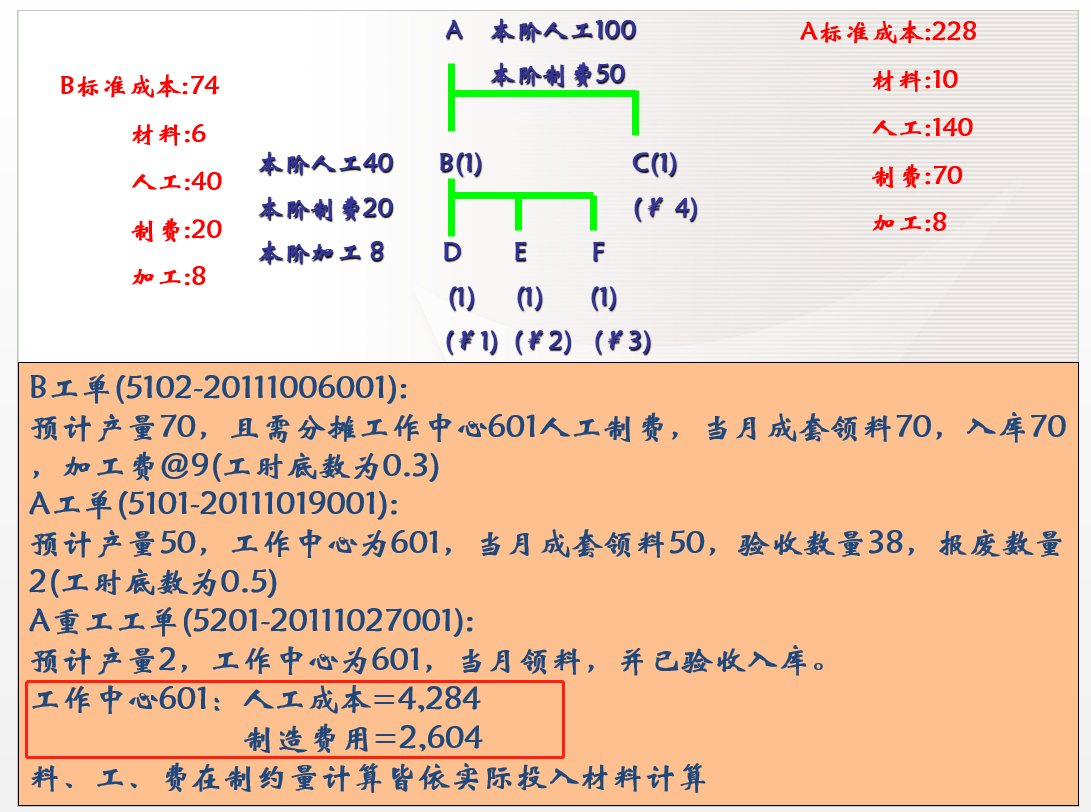 A 本阶人工100
本阶制费50
A标准成本:228
材料:10
人工:140
制费:70
加工:8
B标准成本:74
材料:6
人工:40
制费:20
加工:8
本阶人工40
本阶制费20
本阶加工 8
B(1) C(1)
(￥ 4)
D E F
(1) (1) (1)
(￥1) (￥2) (￥3)
B工单(5102-20111006001):
预计产量70，且需分摊工作中心601人工制费，当月成套领料70，入库70
，加工费@9(工时底数为0.3)
A工单(5101-20111019001):
预计产量50，工作中心为601，当月成套领料50，验收数量38，报废数量
2(工时底数为0.5)
A重工工单(5201-20111027001):
预计产量2，工作中心为601，当月领料，并已验收入库。
工作中心601：人工成本=4,284
制造费用=2,604
料、工、费在制约量计算皆依实际投入材料计算